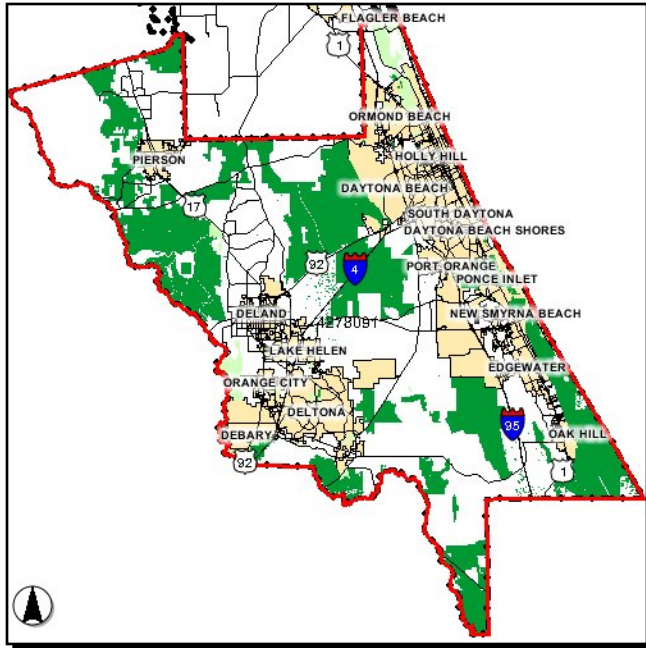 FLAGLER BEACH
1
ORMOND BEACH
HOLLY HILL
PIERSON
DAYTONA BEACH
17
SOUTH DAYTONA
DAYTONA BEACH SHORES
92
4
PORT ORANGE
PONCE INLET
DELAND
4278091
NEW SMYRNA BEACH
LAKE HELEN
EDGEWATER
ORANGE CITY
DELTONA
95
DEBARY
OAK HILL
92
1